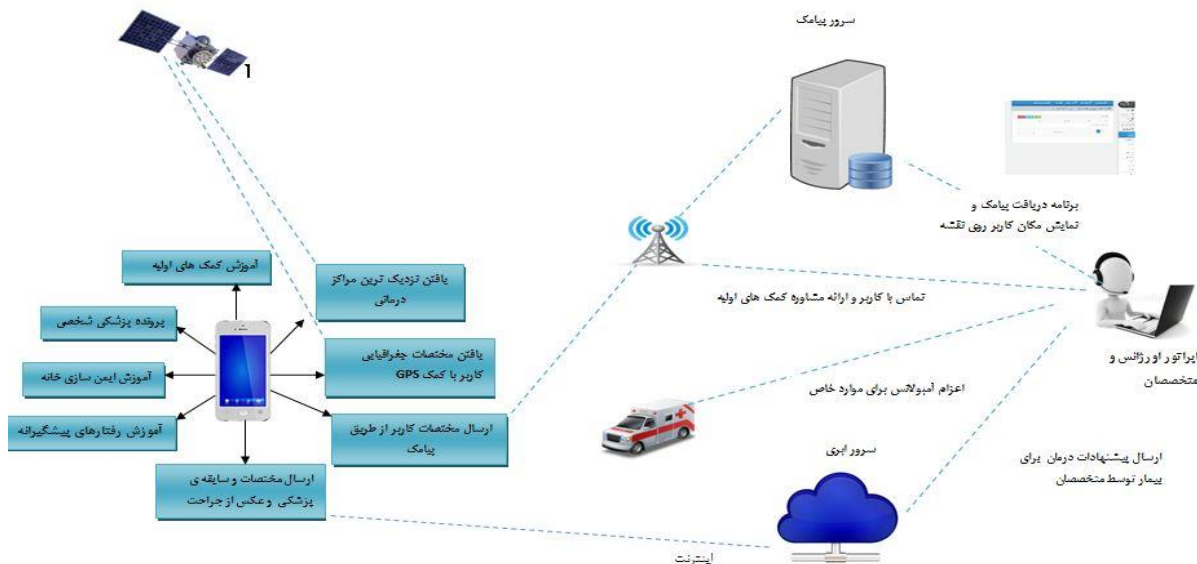 سرور پیامک
1
برنامه دریافت پیامک و
نمایش مکان کاربر روی نقشه
آموزش کمک های اولیه
یافتن نزدیک ترین مراکز
درمانی
پرونده پزشکی شخصی
تماس با کاربر و ارائه مشاوره کمک های اولیه
یافتن مختصات جغرافیایی
کاربر با کمک GPS
آموزش ایمن سازی خانه
اپراتور اورژانس و
متخصصان
اعزام آمبولانس برای موارد خاص
آموزش رفتارهای پیشگیرانه
ارسال مختصات کاربر از طریق
پیامک
سرور ابری
ارسال پیشنهادات درمان برای
بیمار توسط متخصصان
ارسال مختصات و سابقه ی
پزشکی و عکس از جراحت
اینترنت